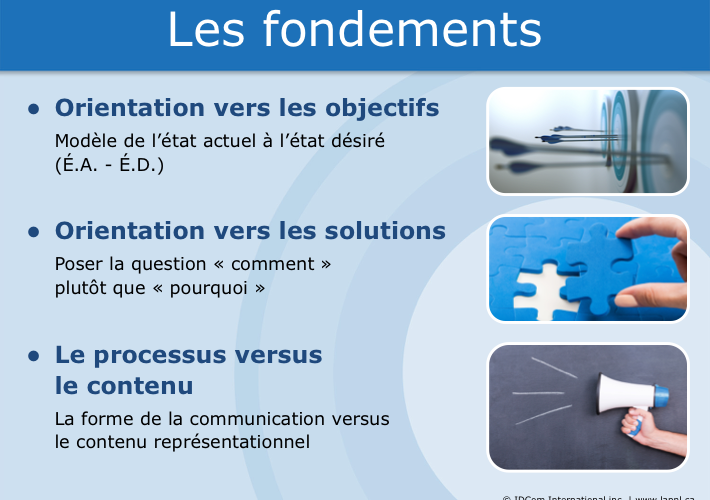 Les fondements
• Orientation vers les objectifs
Modèle de l’état actuel à l’état désiré
(É.A. - É.D.)
• Orientation vers les solutions
Poser la question « comment »
plutôt que « pourquoi »
• Le processus versus
le contenu
La forme de la communication versus
le contenu représentationnel
© IDCom International inc. | www.lapnl.ca